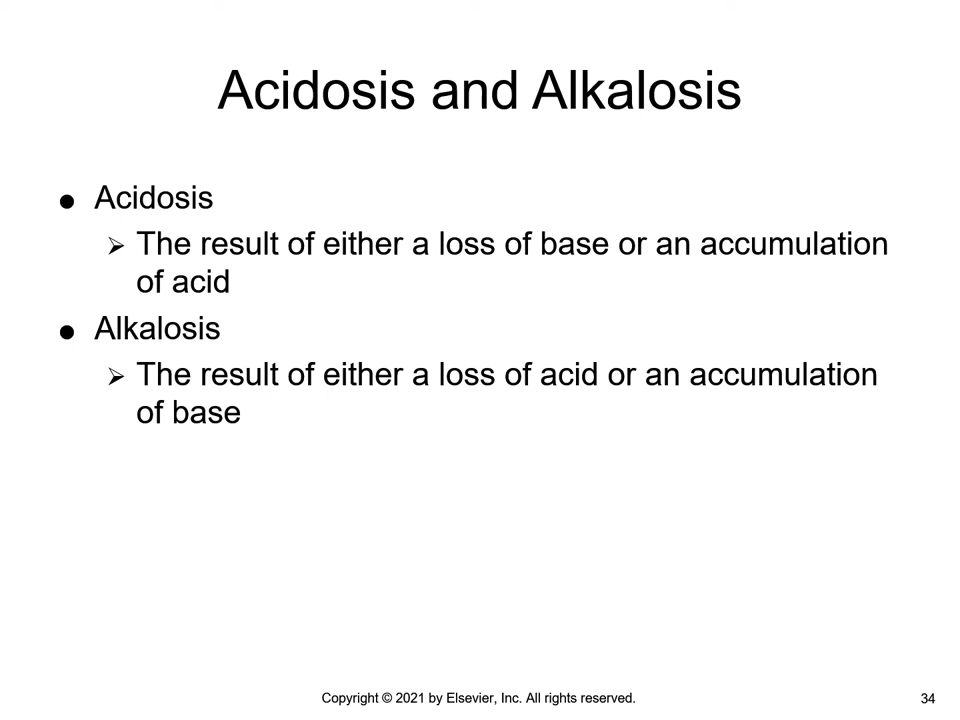 Acidosis and Alkalosis
● Acidosis
➢ The result of either a loss of base or an accumulation
of acid
● Alkalosis
➢ The result of either a loss of acid or an accumulation
of base
Copyright © 2021 by Elsevier, Inc. All rights reserved.
34